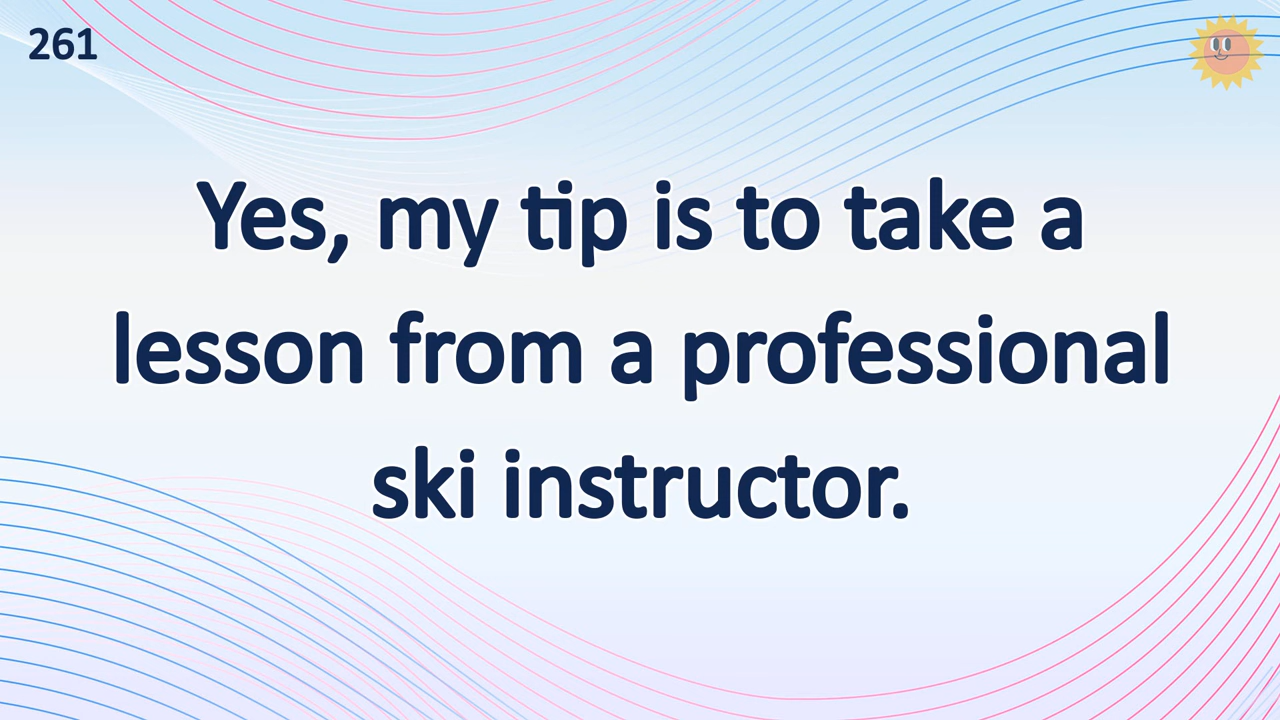 261
Yes, my tip is to take a
lesson from a professional
ski instructor.